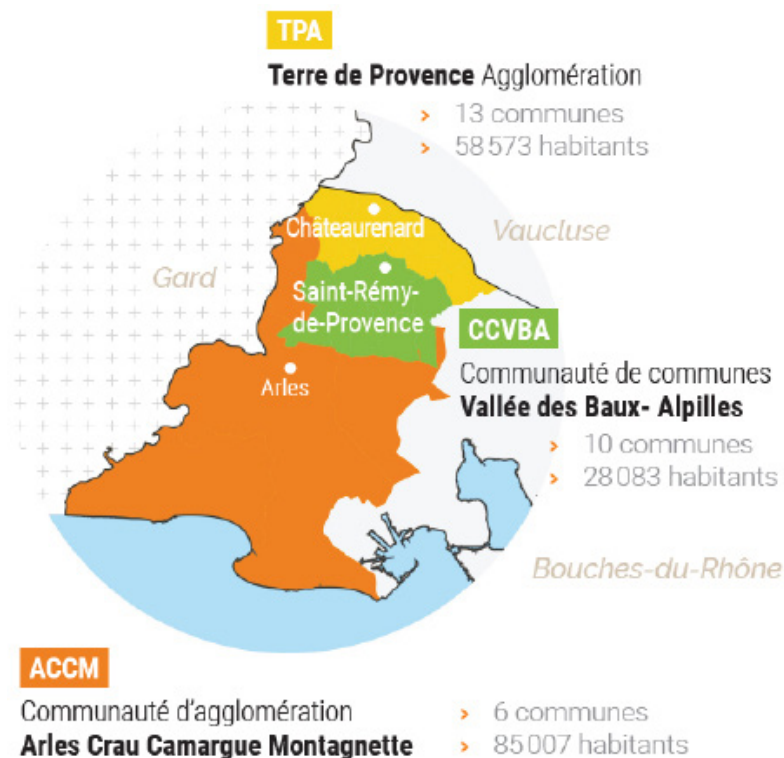 TPA
Terre de Provence Agglomération
> 13 communes
> 58 573 habitants
Châteaurenard
Vaucluse
Gard
Saint-Rémy-
de-Provence
CCVBA
Arles
Communauté de communes
Vallée des Baux- Alpilles
> 10 communes
> 28 083 habitants
Bouches-du-Rhône
ACCM
Communauté d'agglomération
Arles Crau Camargue Montagnette
> 6 communes
> 85 007 habitants